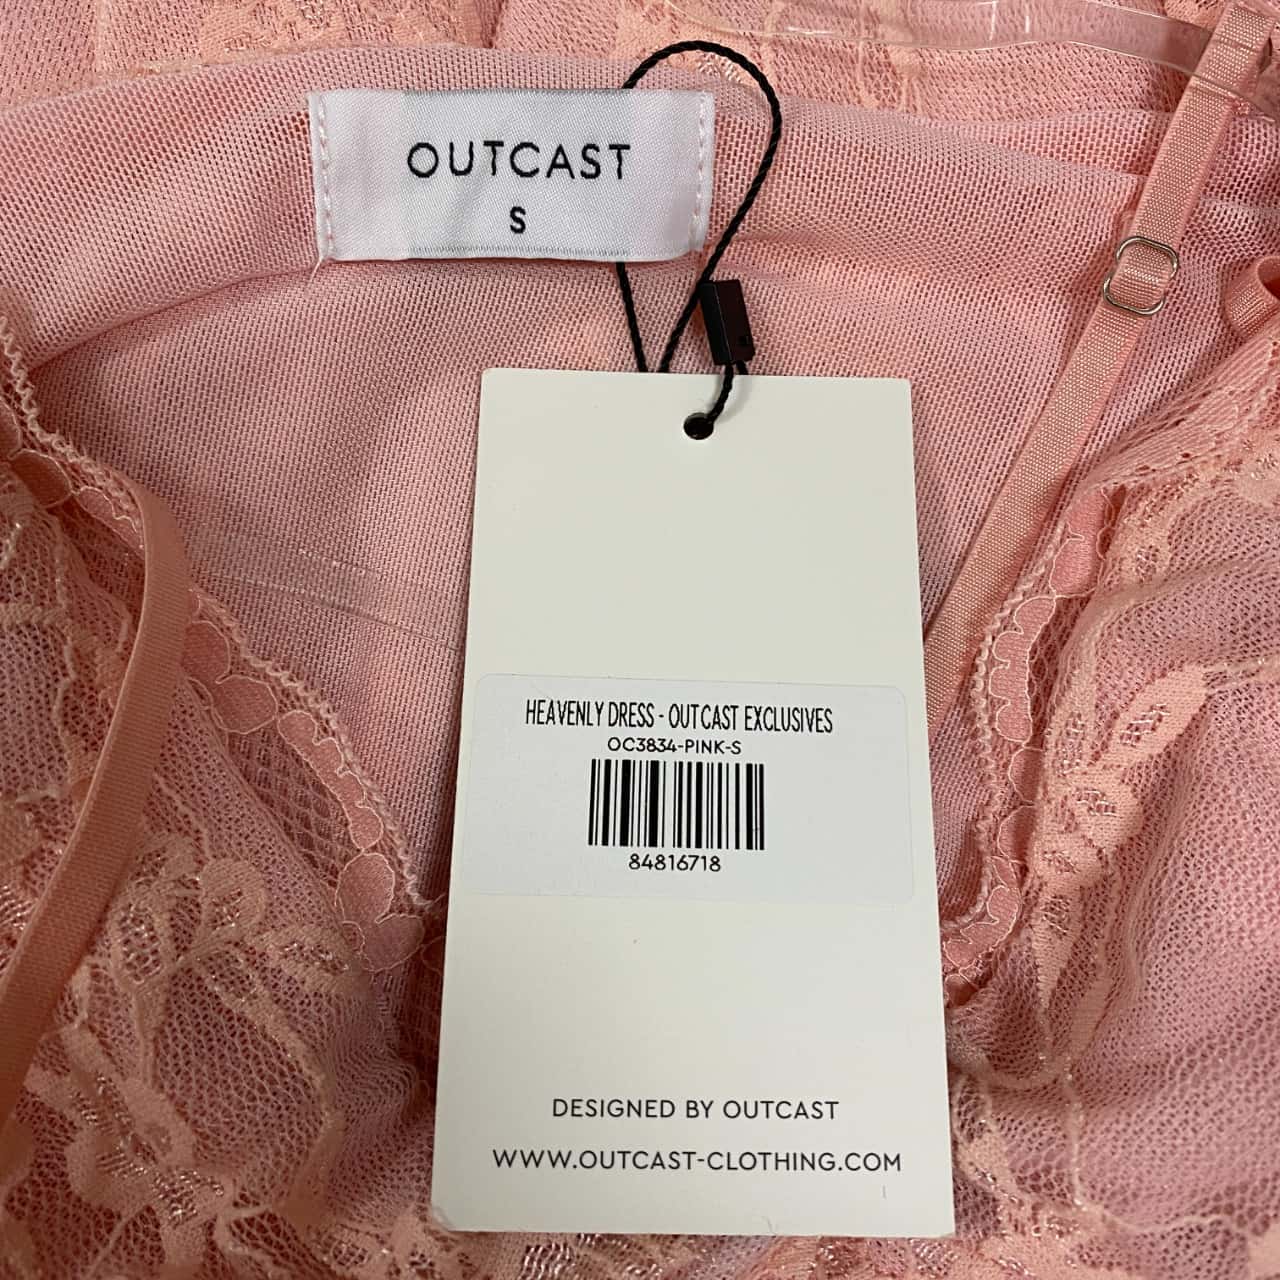 OUTCAST
S
HEAVENLY DRESS - OUTCAST EXCLUSIVES
OC3834-PINK-S
84816718
DESIGNED BY OUTCAST
WWW.OUTCAST-CLOTHING.COM